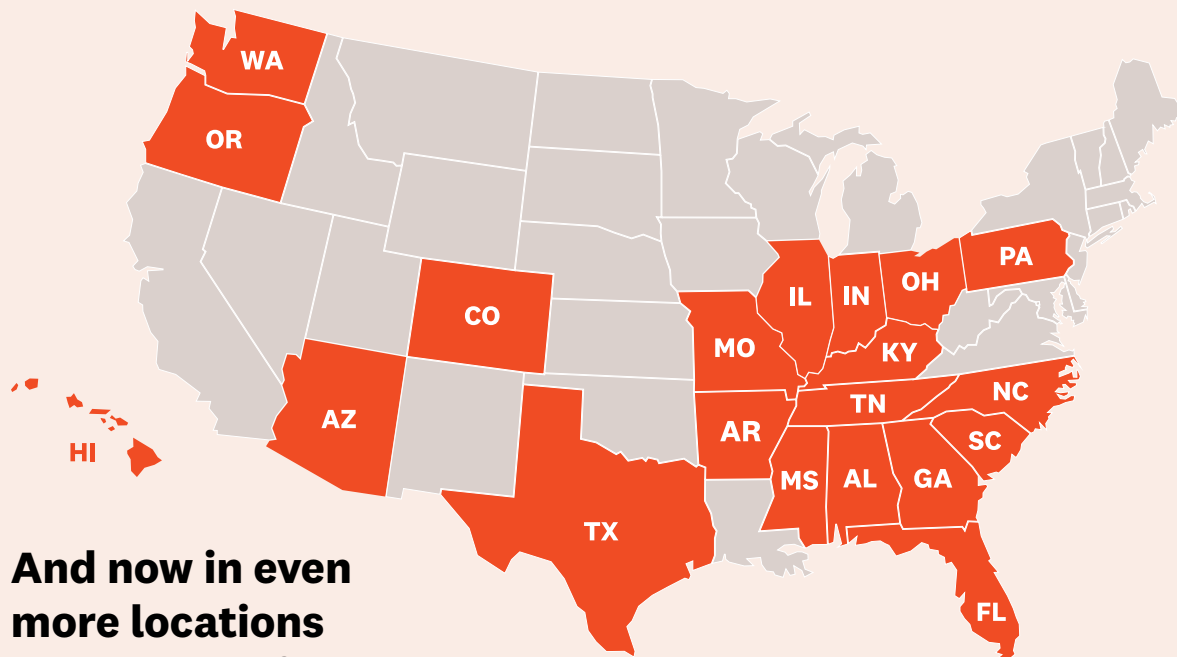 WA
OR
CO
AZ
HI
TX
MO
AR
IL
IN
OH
PA
KY
TN
NC
SC
MS
AL
GA
FL
And now in even
more locations